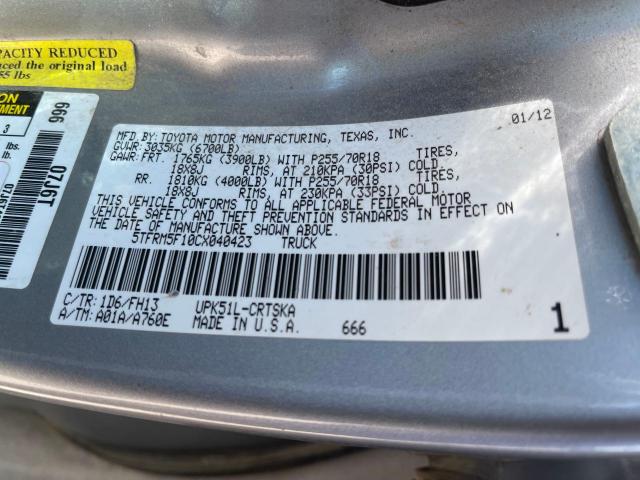 PACITY REDUCED
uced the original load
55 lbs
ON
TEMENT
3
lbs.
lb.
666
07J6T
MFD.BY: TOYOTA MOTOR MANUFACTURING, TEXAS, INC. 01/12
GVWR: 3035KG (6700LB)
GAWR: FRT. 1765KG (3900LB) WITH P255/70R18 TIRES,
18X8J RIMS, AT 210KPA (30PSI) COLD
RR. 1810KG (4000LB) WITH P255/70R18 TIRES,
18X8J RIMS, AT 230KPA (33PSI) COLD.
THIS VEHICLE CONFORMS TO ALL APPLICABLE FEDERAL MOTOR
VEHICLE SAFETY AND THEFT PREVENTION STANDARDS IN EFFECT ON
THE DATE OF MANUFACTURE SHOWN ABOVE.
5TFRM5F10CX040423 TRUCK
C/TR: 1D6/FH13 UPK51L-CRTSKA
A/TM: A01A/A760E MADE IN U.S.A. 666 1